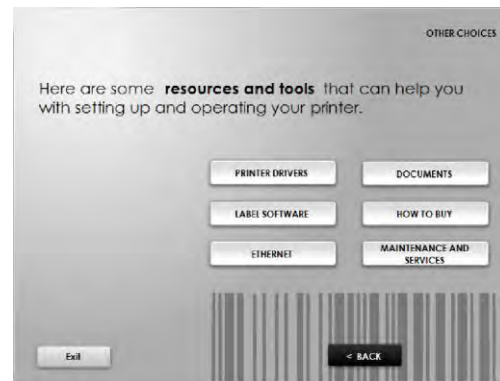 OTHER CHOICES
Here are some resources and tools that can help you
with setting up and operating your printer.
PRINTER DRIVERS
DOCUMENTS
LABEL SOFTWARE
HOW TO BUY
ETHERNET
MAINTENANCE AND
SERVICES
Exit
< BACK